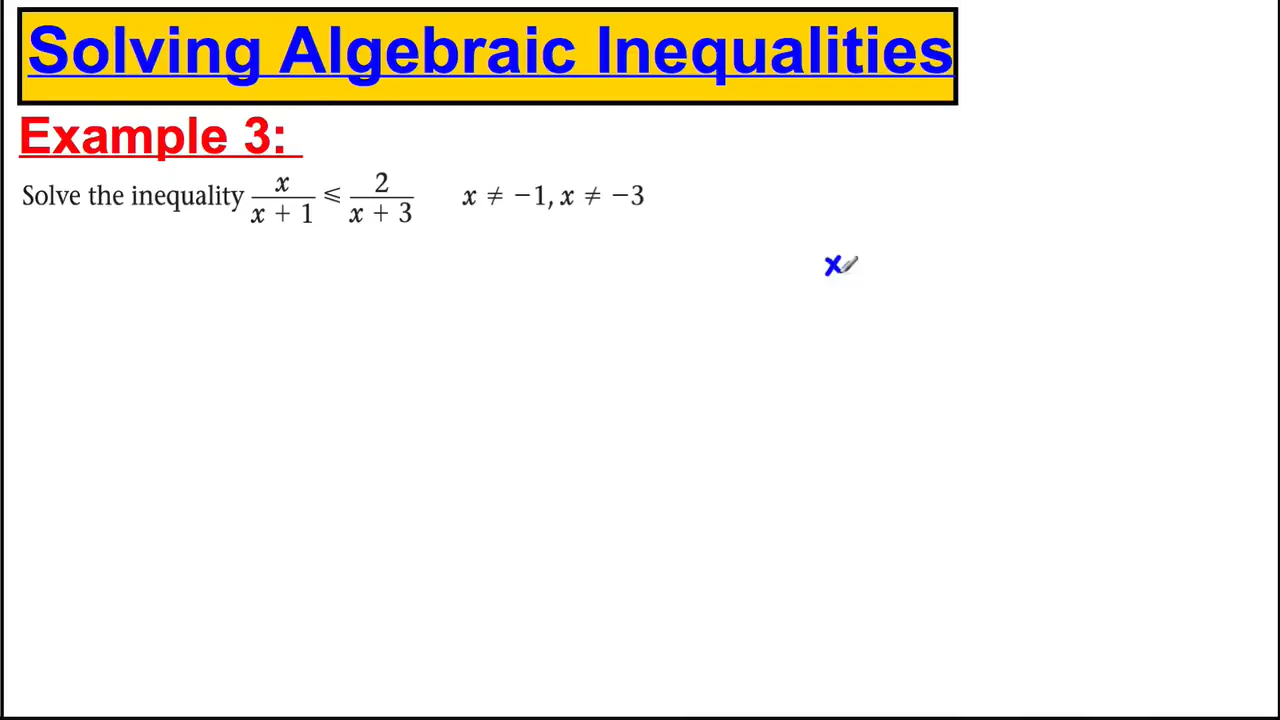 Solving Algebraic Inequalities
Example 3:
Solve the inequality x/(x + 1) ⩽ 2/(x + 3) x ≠ −1, x ≠ −3
x